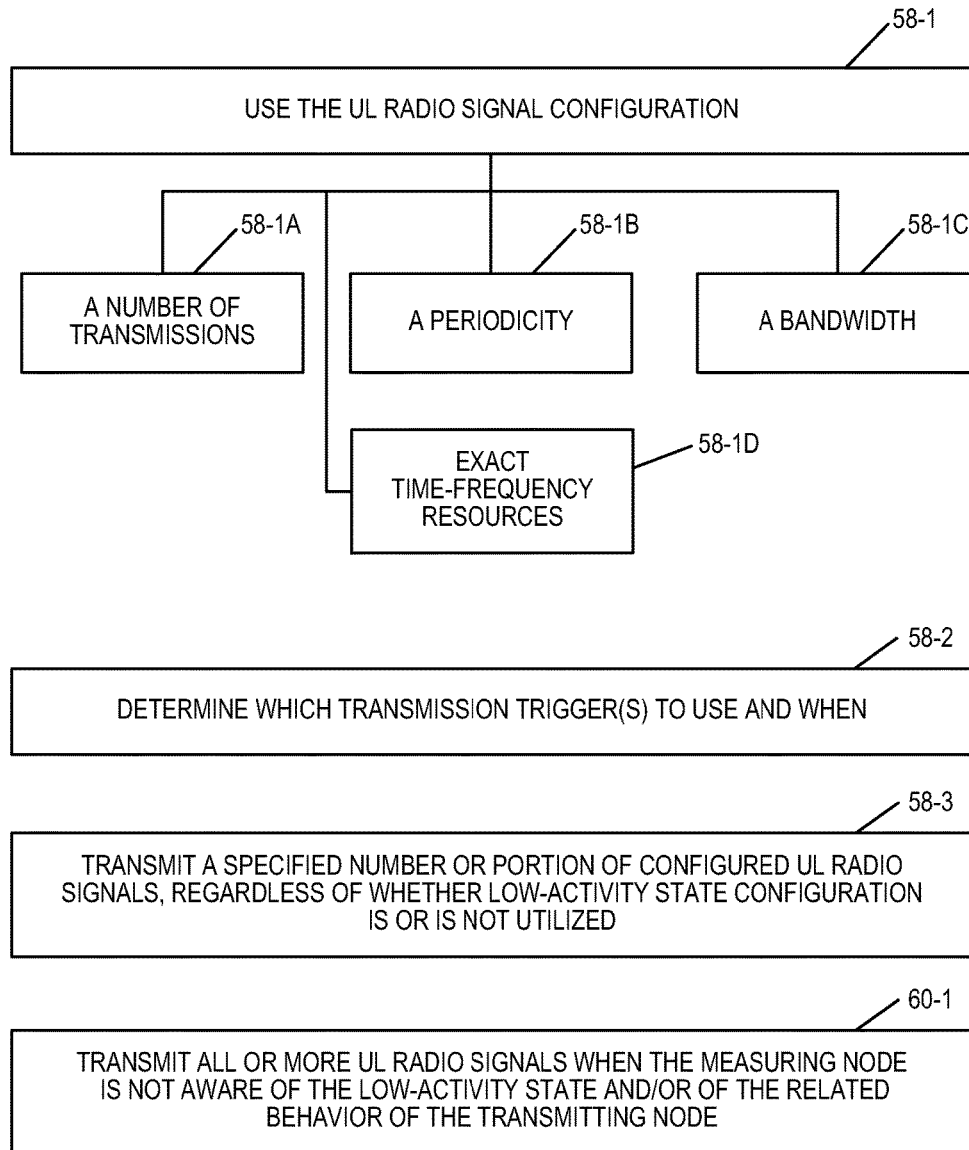 58-1
USE THE UL RADIO SIGNAL CONFIGURATION
58-1A
58-1B
58-1C
A NUMBER OF
TRANSMISSIONS
A PERIODICITY
A BANDWIDTH
58-1D
EXACT
TIME-FREQUENCY
RESOURCES
58-2
DETERMINE WHICH TRANSMISSION TRIGGER(S) TO USE AND WHEN
58-3
TRANSMIT A SPECIFIED NUMBER OR PORTION OF CONFIGURED UL RADIO
SIGNALS, REGARDLESS OF WHETHER LOW-ACTIVITY STATE CONFIGURATION
IS OR IS NOT UTILIZED
60-1
TRANSMIT ALL OR MORE UL RADIO SIGNALS WHEN THE MEASURING NODE
IS NOT AWARE OF THE LOW-ACTIVITY STATE AND/OR OF THE RELATED
BEHAVIOR OF THE TRANSMITTING NODE